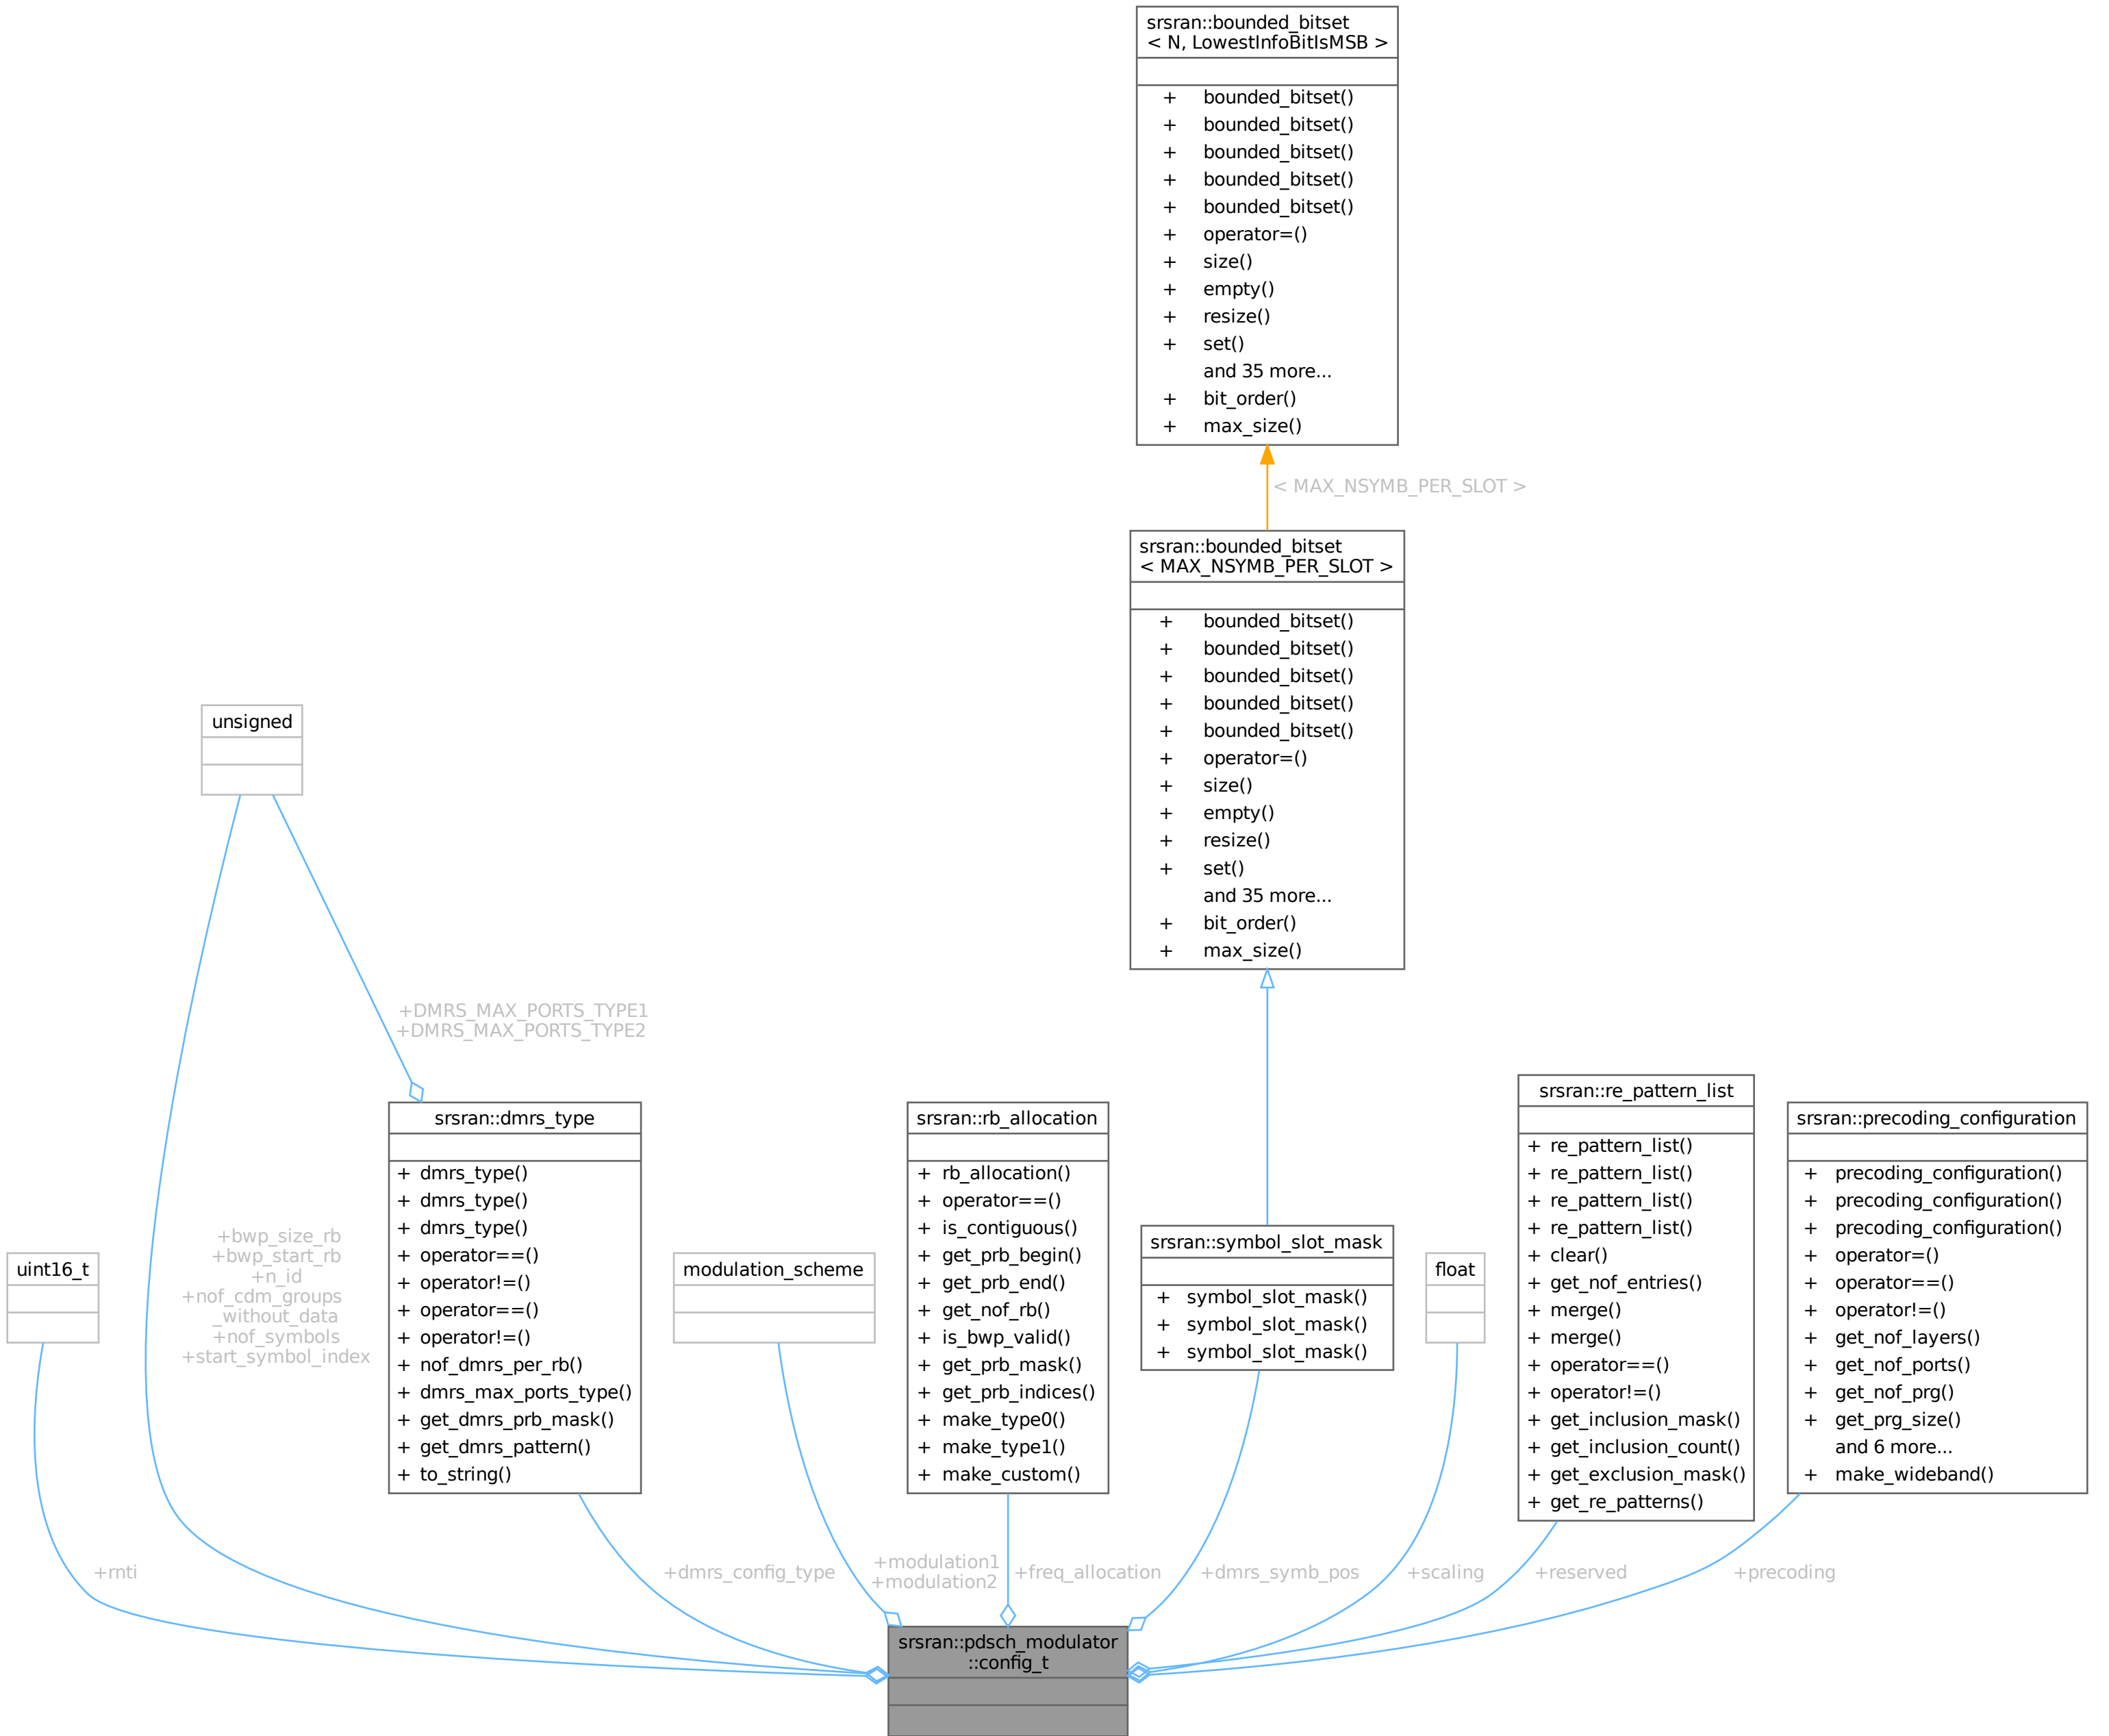 srsran::bounded_bitset
< N, LowestInfoBitIsMSB >
+ bounded_bitset()
+ bounded_bitset()
+ bounded_bitset()
+ bounded_bitset()
+ bounded_bitset()
+ operator=()
+ size()
+ empty()
+ resize()
+ set()
and 35 more...
+ bit_order()
+ max_size()
< MAX_NSYMB_PER_SLOT >
srsran::bounded_bitset
< MAX_NSYMB_PER_SLOT >
+ bounded_bitset()
+ bounded_bitset()
+ bounded_bitset()
+ bounded_bitset()
+ bounded_bitset()
+ operator=()
+ size()
+ empty()
+ resize()
+ set()
and 35 more...
+ bit_order()
+ max_size()
unsigned
+DMRS_MAX_PORTS_TYPE1
+DMRS_MAX_PORTS_TYPE2
+bwp_size_rb
+bwp_start_rb
+n_id
+nof_cdm_groups
_without_data
+nof_symbols
+start_symbol_index
uint16_t
srsran::dmrs_type
+ dmrs_type()
+ dmrs_type()
+ dmrs_type()
+ operator==()
+ operator!=()
+ operator==()
+ operator!=()
+ nof_dmrs_per_rb()
+ dmrs_max_ports_type()
+ get_dmrs_prb_mask()
+ get_dmrs_pattern()
+ to_string()
modulation_scheme
srsran::rb_allocation
+ rb_allocation()
+ operator==()
+ is_contiguous()
+ get_prb_begin()
+ get_prb_end()
+ get_nof_rb()
+ is_bwp_valid()
+ get_prb_mask()
+ get_prb_indices()
+ make_type0()
+ make_type1()
+ make_custom()
srsran::symbol_slot_mask
+ symbol_slot_mask()
+ symbol_slot_mask()
+ symbol_slot_mask()
float
srsran::re_pattern_list
+ re_pattern_list()
+ re_pattern_list()
+ re_pattern_list()
+ re_pattern_list()
+ clear()
+ get_nof_entries()
+ merge()
+ merge()
+ operator==()
+ operator!=()
+ get_inclusion_mask()
+ get_inclusion_count()
+ get_exclusion_mask()
+ get_re_patterns()
srsran::precoding_configuration
+ precoding_configuration()
+ precoding_configuration()
+ precoding_configuration()
+ operator=()
+ operator==()
+ operator!=()
+ get_nof_layers()
+ get_nof_ports()
+ get_nof_prg()
+ get_prg_size()
and 6 more...
+ make_wideband()
+rnti
+dmrs_config_type
+modulation1
+modulation2
+freq_allocation
+dmrs_symb_pos
+scaling
+reserved
+precoding
srsran::pdsch_modulator
::config_t